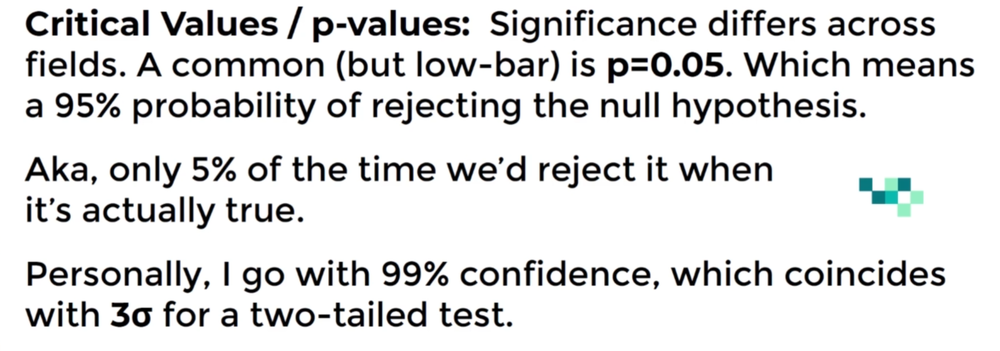 Critical Values / p-values: Significance differs across
fields. A common (but low-bar) is p=0.05. Which means
a 95% probability of rejecting the null hypothesis.
Aka, only 5% of the time we’d reject it when
it’s actually true.
Personally, I go with 99% confidence, which coincides
with 3σ for a two-tailed test.